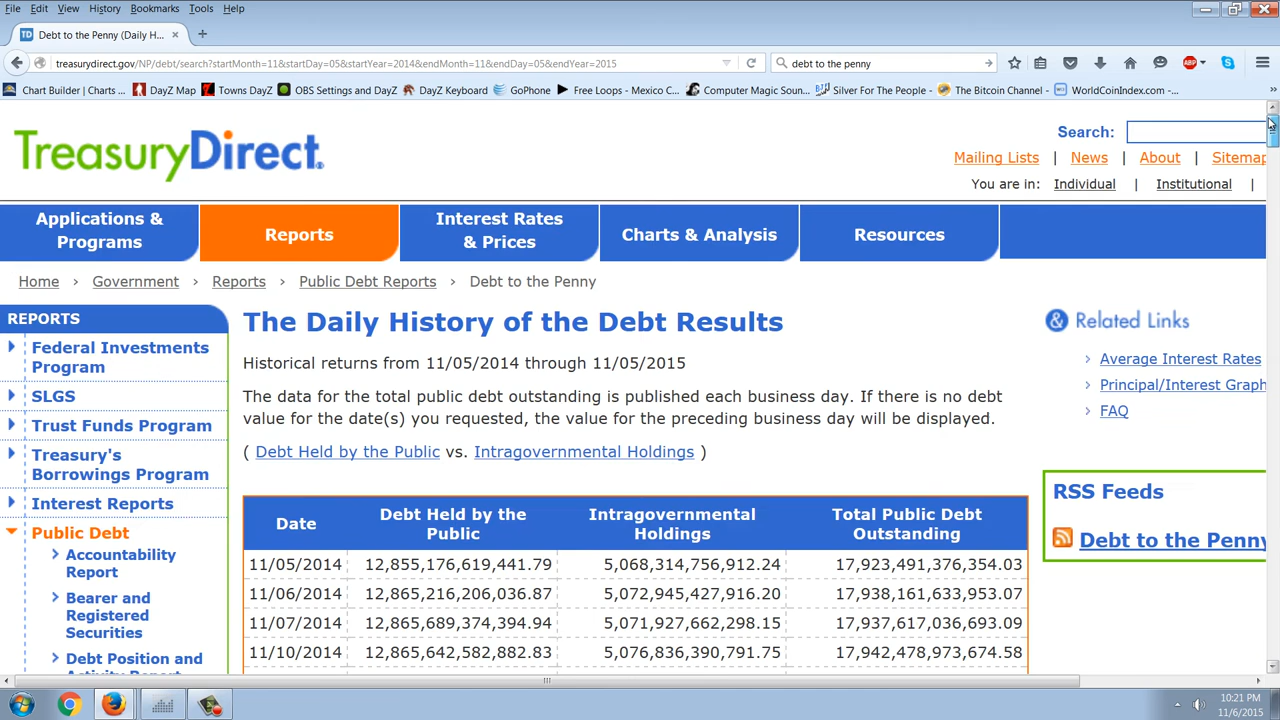 File Edit View History Bookmarks Tools Help
TD Debt to the Penny (Daily H... × +
treasurydirect.gov/NP/debt/search?startMonth=11&startDay=05&startYear=2014&endMonth=11&endDay=05&endYear=2015 debt to the penny ABP
Chart Builder | Charts ... DayZ Map Towns DayZ OBS Settings and DayZ DayZ Keyboard GoPhone Free Loops - Mexico C... Computer Magic Soun... Silver For The People - ... The Bitcoin Channel - ... WorldCoinIndex.com -... »
TreasuryDirect®
Search:
Mailing Lists | News | About | Sitemap
You are in: Individual | Institutional |
Applications & Programs
Reports
Interest Rates & Prices
Charts & Analysis
Resources
Home › Government › Reports › Public Debt Reports › Debt to the Penny
REPORTS
Federal Investments
Program
SLGS
Trust Funds Program
Treasury's
Borrowings Program
Interest Reports
Public Debt
Accountability
Report
Bearer and
Registered
Securities
Debt Position and
Activity Report
The Daily History of the Debt Results
Historical returns from 11/05/2014 through 11/05/2015
The data for the total public debt outstanding is published each business day. If there is no debt
value for the date(s) you requested, the value for the preceding business day will be displayed.
( Debt Held by the Public vs. Intragovernmental Holdings )
Date Debt Held by the Public Intragovernmental Holdings Total Public Debt Outstanding
11/05/2014 12,855,176,619,441.79 5,068,314,756,912.24 17,923,491,376,354.03
11/06/2014 12,865,216,206,036.87 5,072,945,427,916.20 17,938,161,633,953.07
11/07/2014 12,865,689,374,394.94 5,071,927,662,298.15 17,937,617,036,693.09
11/10/2014 12,865,642,582,882.83 5,076,836,390,791.75 17,942,478,973,674.58
& Related Links
Average Interest Rates
Principal/Interest Graph
FAQ
RSS Feeds
Debt to the Penny
10:21 PM
11/6/2015